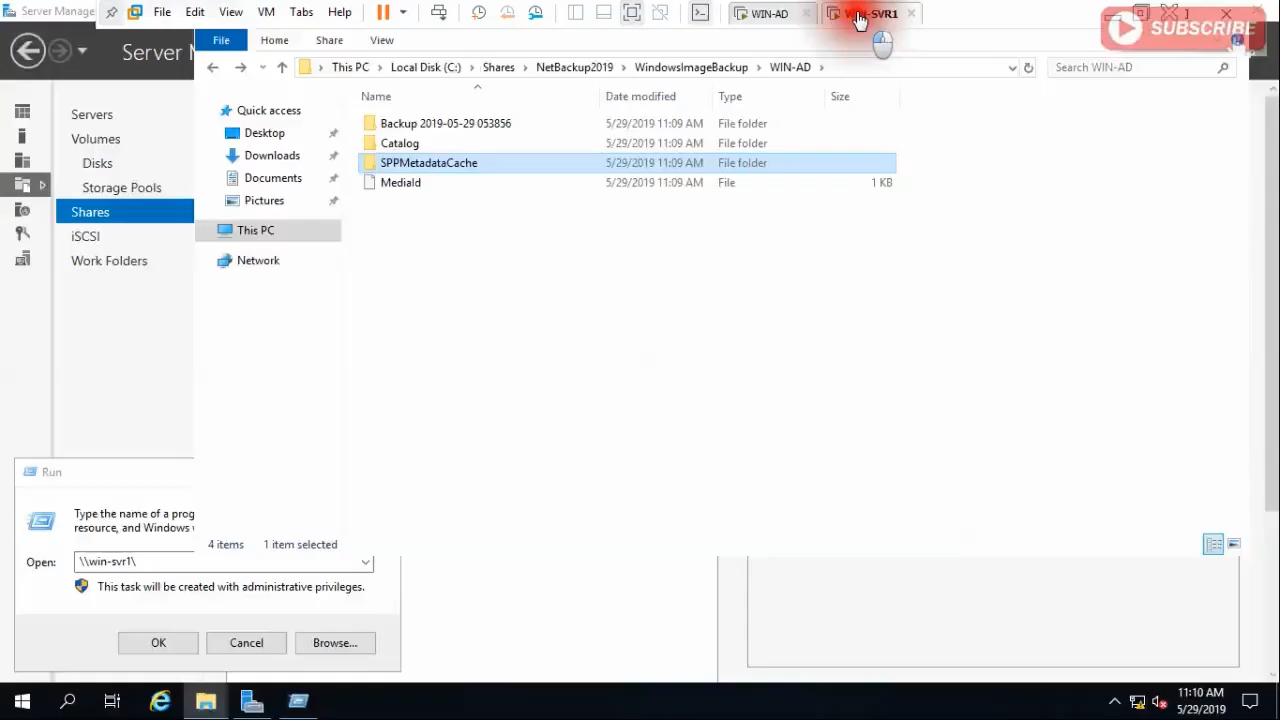 Server Manage
File Edit View VM Tabs Help
WIN-AD
-SVR1
SUBSCRIBE
Server M
File Home Share View
This PC Local Disk (C:) Shares NetBackup2019 WindowsImageBackup WIN-AD
Search WIN-AD
Servers
Volumes
Disks
Storage Pools
Shares
iSCSI
Work Folders
Quick access
Desktop
Downloads
Documents
Pictures
This PC
Network
Name Date modified Type Size
Backup 2019-05-29 053856 5/29/2019 11:09 AM File folder
Catalog 5/29/2019 11:09 AM File folder
SPPMetadataCache 5/29/2019 11:09 AM File folder
MediaId 5/29/2019 11:09 AM File 1 KB
4 items 1 item selected
Run
Type the name of a prog
resource, and Windows w
Open: \\win-svr1\
This task will be created with administrative privileges.
OK Cancel Browse...
11:10 AM
5/29/2019